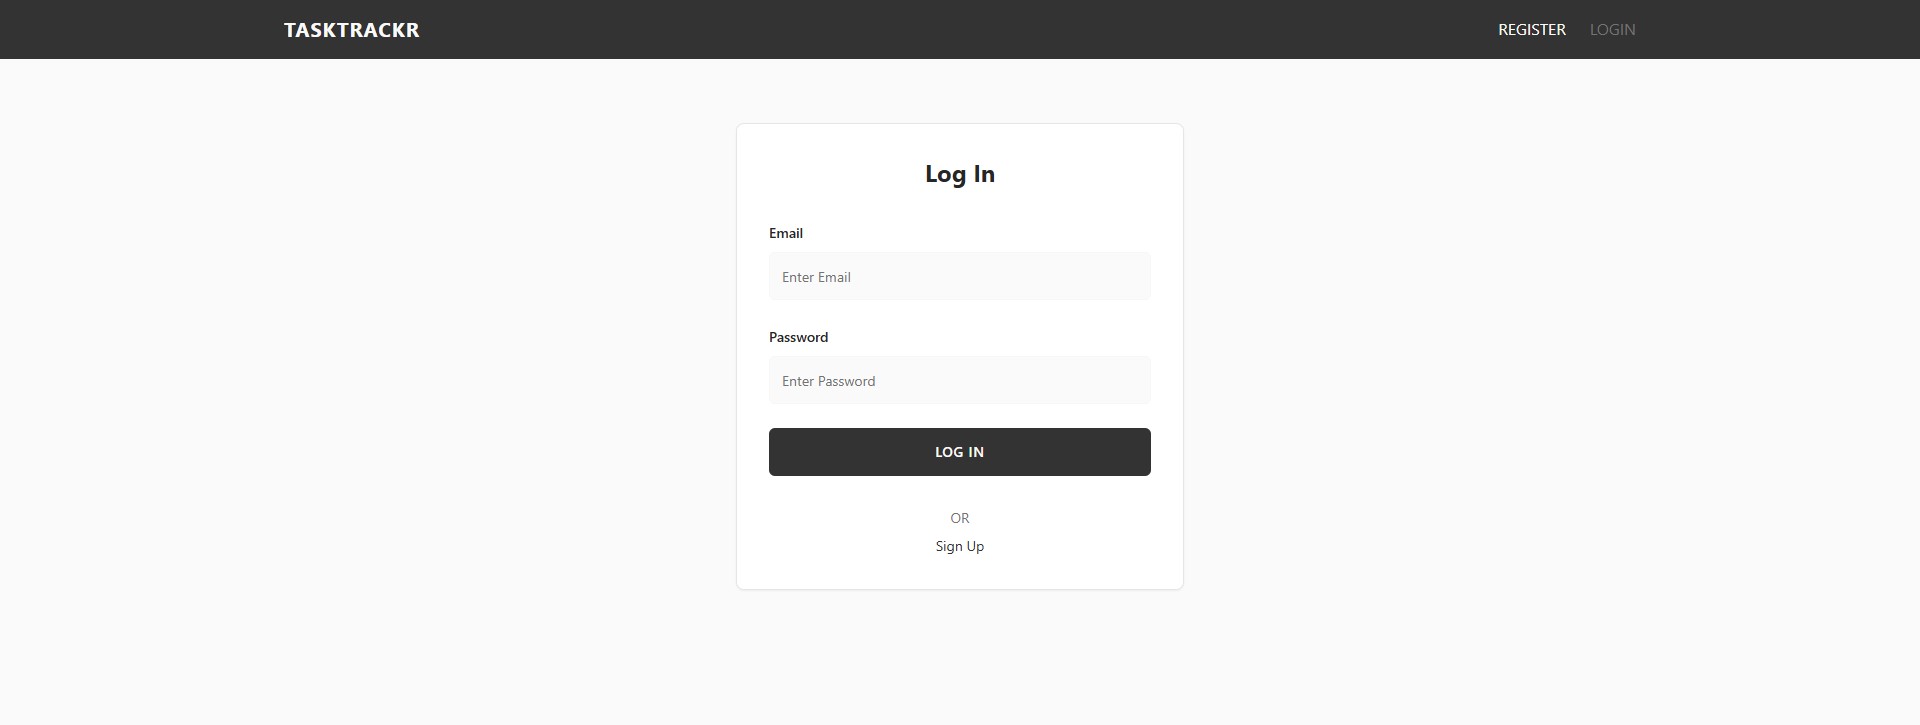 TASKTRACKR
REGISTER LOGIN
Log In
Email
Enter Email
Password
Enter Password
LOG IN
OR
Sign Up